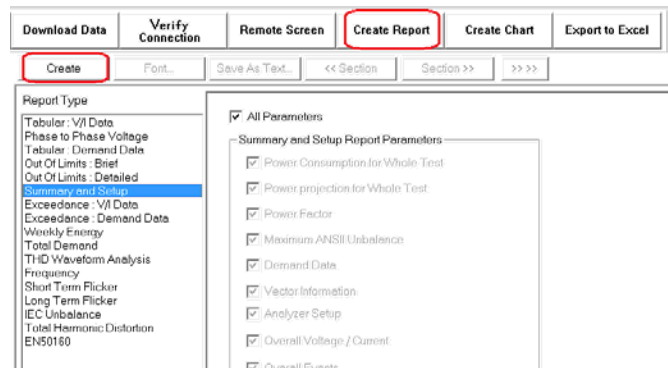 Download Data
Verify
Connection
Remote Screen
Create Report
Create Chart
Export to Excel
Create
Font...
Save As Text...
<< Section
Section >>
>> >>
Report Type
Tabular: V/I Data
Phase to Phase Voltage
Tabular: Demand Data
Out Of Limits : Brief
Out Of Limits : Detailed
Summary and Setup
Exceedance : V/I Data
Exceedance : Demand Data
Weekly Energy
Total Demand
THD Waveform Analysis
Frequency
Short Term Flicker
Long Term Flicker
IEC Unbalance
Total Harmonic Distortion
EN50160
All Parameters
Summary and Setup Report Parameters
Power Consumption for Whole Test
Power projection for Whole Test
Power Factor
Maximum ANSII Unbalance
Demand Data
Vector Information
Analyzer Setup
Overall Voltage / Current
Overall Events